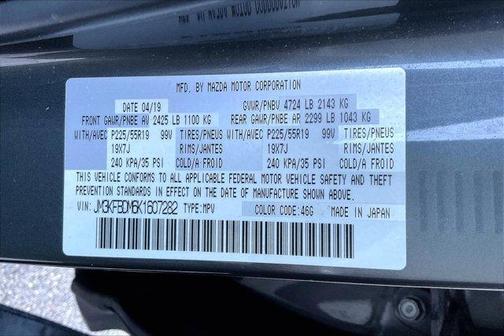 MFD. BY MAZDA MOTOR CORPORATION
DATE 04/19 GVWR/PNBV 4724 LB 2143 KG
FRONT GAWR/PNBE AV 2425 LB 1100 KG REAR GAWR/PNBE AR 2299 LB 1043 KG
WITH/AVEC P225/55R19 99V TIRES/PNEUS WITH/AVEC P225/55R19 99V TIRES/PNEUS
19X7J RIMS/JANTES 19X7J RIMS/JANTES
240 KPA/35 PSI COLD/A FROID 240 KPA/35 PSI COLD/A FROID
THIS VEHICLE CONFORMS TO ALL APPLICABLE FEDERAL MOTOR VEHICLE SAFETY AND THEFT
PREVENTION STANDARDS IN EFFECT ON THE DATE OF MANUFACTURE SHOWN ABOVE.
VIN: JM3KFBDM6K1607282 TYPE: MPV COLOR CODE: 46G MADE IN JAPAN